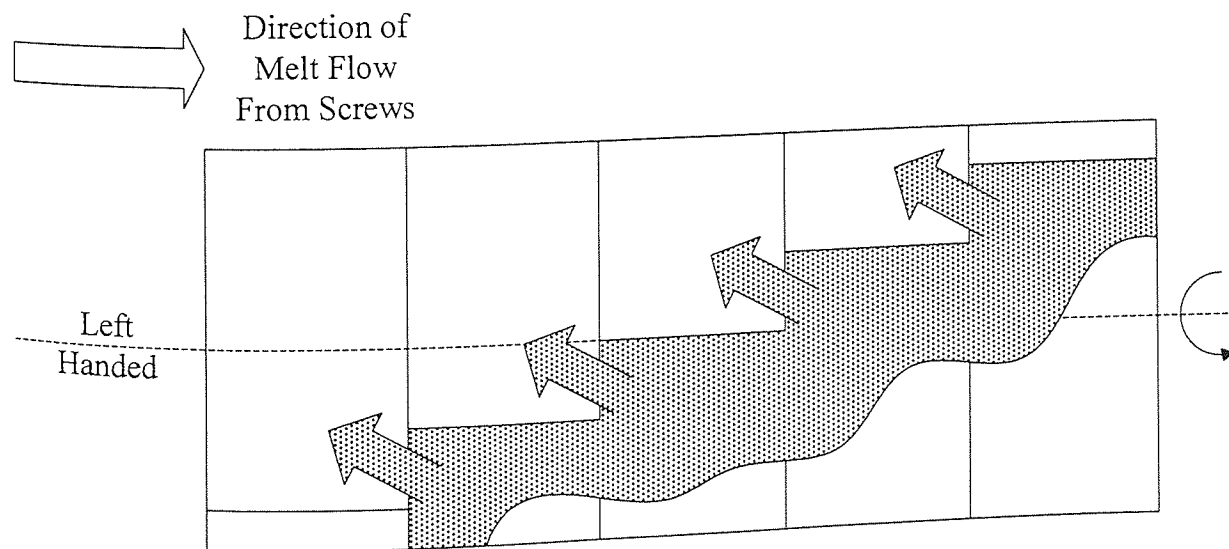 Direction of
Melt Flow
From Screws
Left
Handed